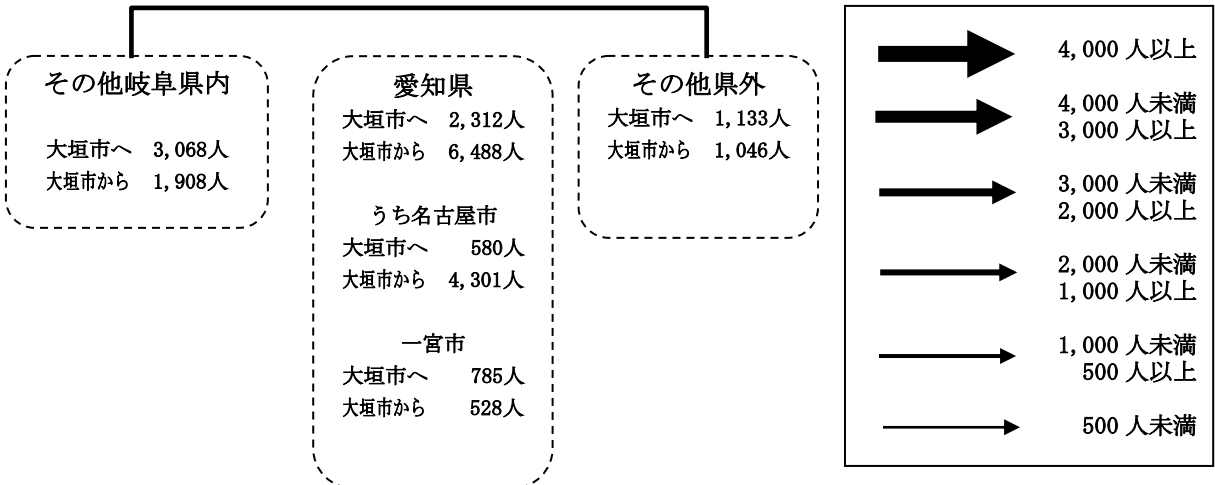 その他岐阜県内
大垣市へ 3,068人
大垣市から 1,908人
愛知県
大垣市へ 2,312人
大垣市から 6,488人
うち名古屋市
大垣市へ 580人
大垣市から 4,301人
一宮市
大垣市へ 785人
大垣市から 528人
その他県外
大垣市へ 1,133人
大垣市から 1,046人
4,000 人以上
4,000 人未満
3,000 人以上
3,000 人未満
2,000 人以上
2,000 人未満
1,000 人以上
1,000 人未満
500 人以上
500 人未満